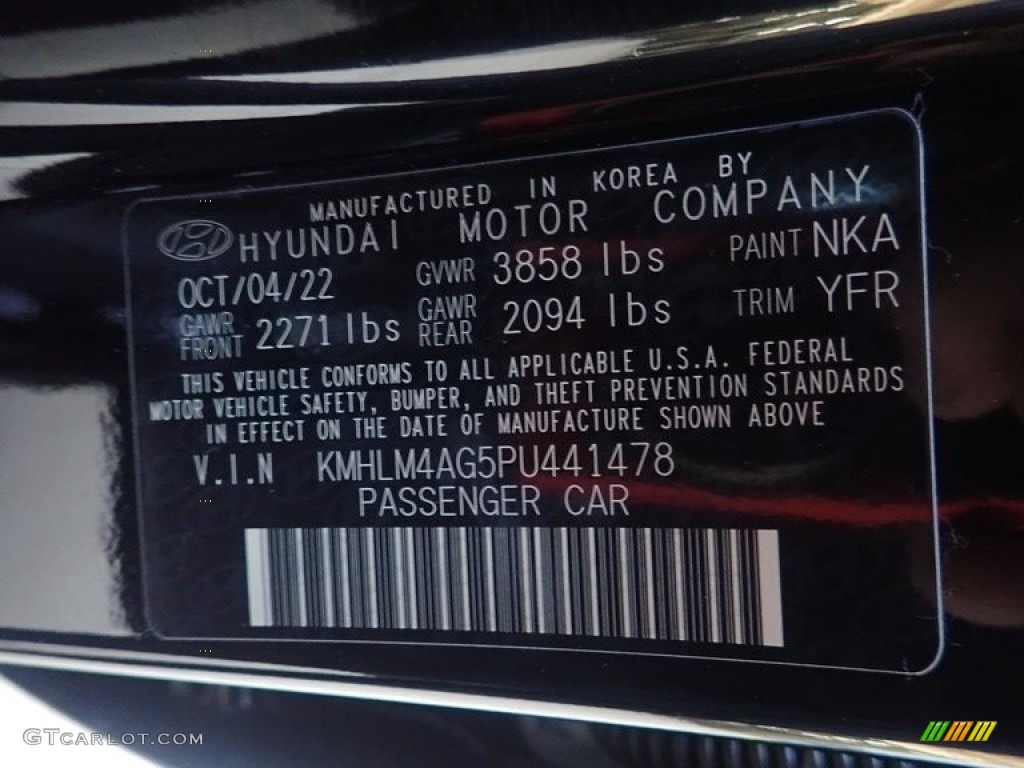 MANUFACTURED IN KOREA BY
HYUNDAI MOTOR COMPANY
OCT/04/22 GVWR 3858 lbs PAINT NKA
GAWR FRONT 2271 lbs GAWR REAR 2094 lbs TRIM YFR
THIS VEHICLE CONFORMS TO ALL APPLICABLE U.S.A. FEDERAL
MOTOR VEHICLE SAFETY, BUMPER, AND THEFT PREVENTION STANDARDS
IN EFFECT ON THE DATE OF MANUFACTURE SHOWN ABOVE
V.I.N KMHLM4AG5PU441478
PASSENGER CAR
GTCARLOT.COM